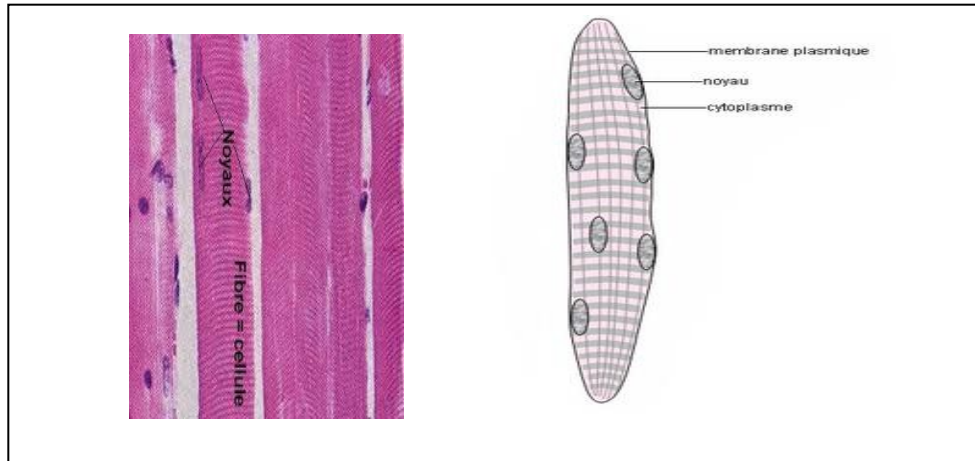 Noyaux
Fibre = cellule
membrane plasmique
noyau
cytoplasme